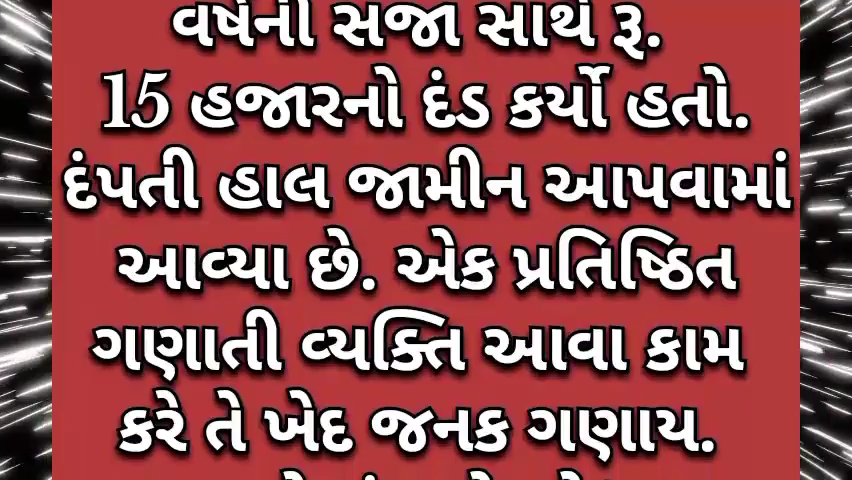 વર્ષની સજા સાથે રૂ.
15 હજારનો દંડ કર્યો હતો.
દંપતી હાલ જામીન આપવામાં
આવ્યા છે. એક પ્રતિષ્ઠિત
ગણાતી વ્યક્તિ આવા કામ
કરે તે ખેદ જનક ગણાય.